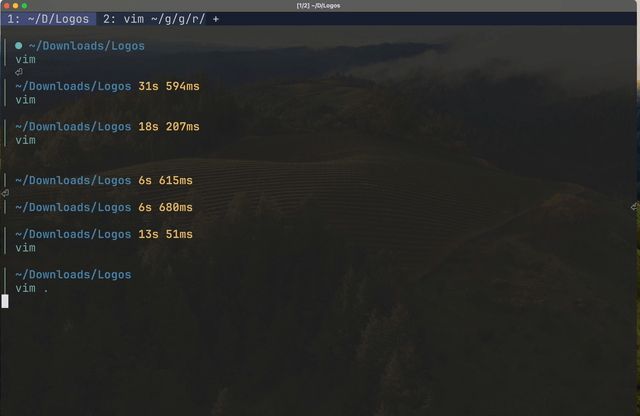 [1/2] ~/D/Logos
1: ~/D/Logos 2: vim ~/g/g/r/ +
● ~/Downloads/Logos
vim
⏎
~/Downloads/Logos 31s 594ms
vim
~/Downloads/Logos 18s 207ms
vim
~/Downloads/Logos 6s 615ms
⏎
~/Downloads/Logos 6s 680ms
⏎
~/Downloads/Logos 13s 51ms
vim
~/Downloads/Logos
vim .